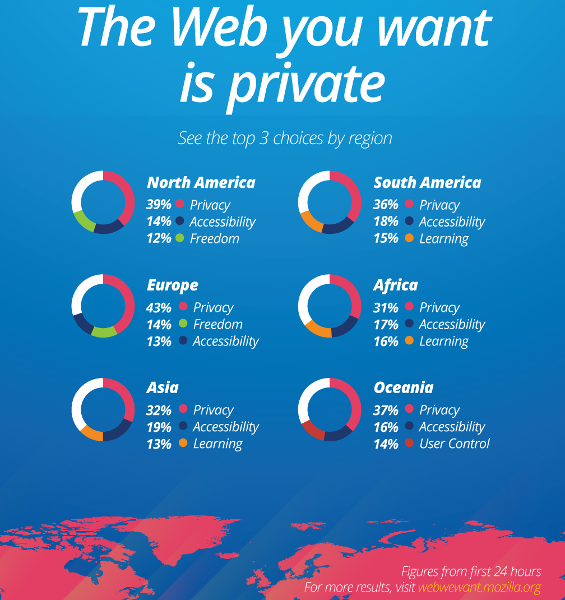 The Web you want
is private
See the top 3 choices by region
North America
39% Privacy
14% Accessibility
12% Freedom
South America
36% Privacy
18% Accessibility
15% Learning
Europe
43% Privacy
14% Freedom
13% Accessibility
Africa
31% Privacy
17% Accessibility
16% Learning
Asia
32% Privacy
19% Accessibility
13% Learning
Oceania
37% Privacy
16% Accessibility
14% User Control
Figures from first 24 hours
For more results, visit webwewant.mozilla.org